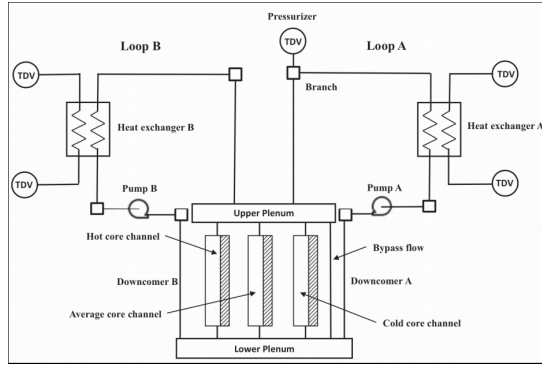 Pressurizer
Loop B
TDV
Loop A
TDV
TDV
Branch
Heat exchanger B
Heat exchanger A
TDV
TDV
Pump B
Pump A
Upper Plenum
Hot core channel
Bypass flow
Downcomer B
Downcomer A
Average core channel
Cold core channel
Lower Plenum